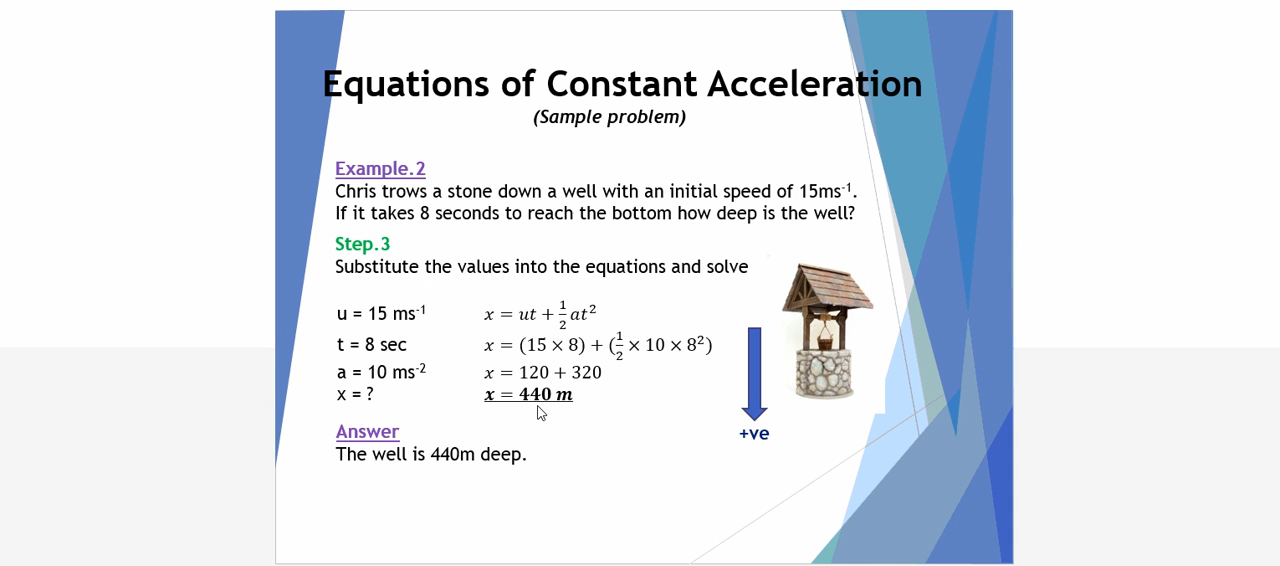 Equations of Constant Acceleration
(Sample problem)
Example.2
Chris trows a stone down a well with an initial speed of 15ms⁻¹.
If it takes 8 seconds to reach the bottom how deep is the well?
Step.3
Substitute the values into the equations and solve
u = 15 ms⁻¹
x = ut + ½at²
t = 8 sec
x = (15 × 8) + (½ × 10 × 8²)
a = 10 ms⁻²
x = 120 + 320
x = ?
x = 440 m
+ve
Answer
The well is 440m deep.